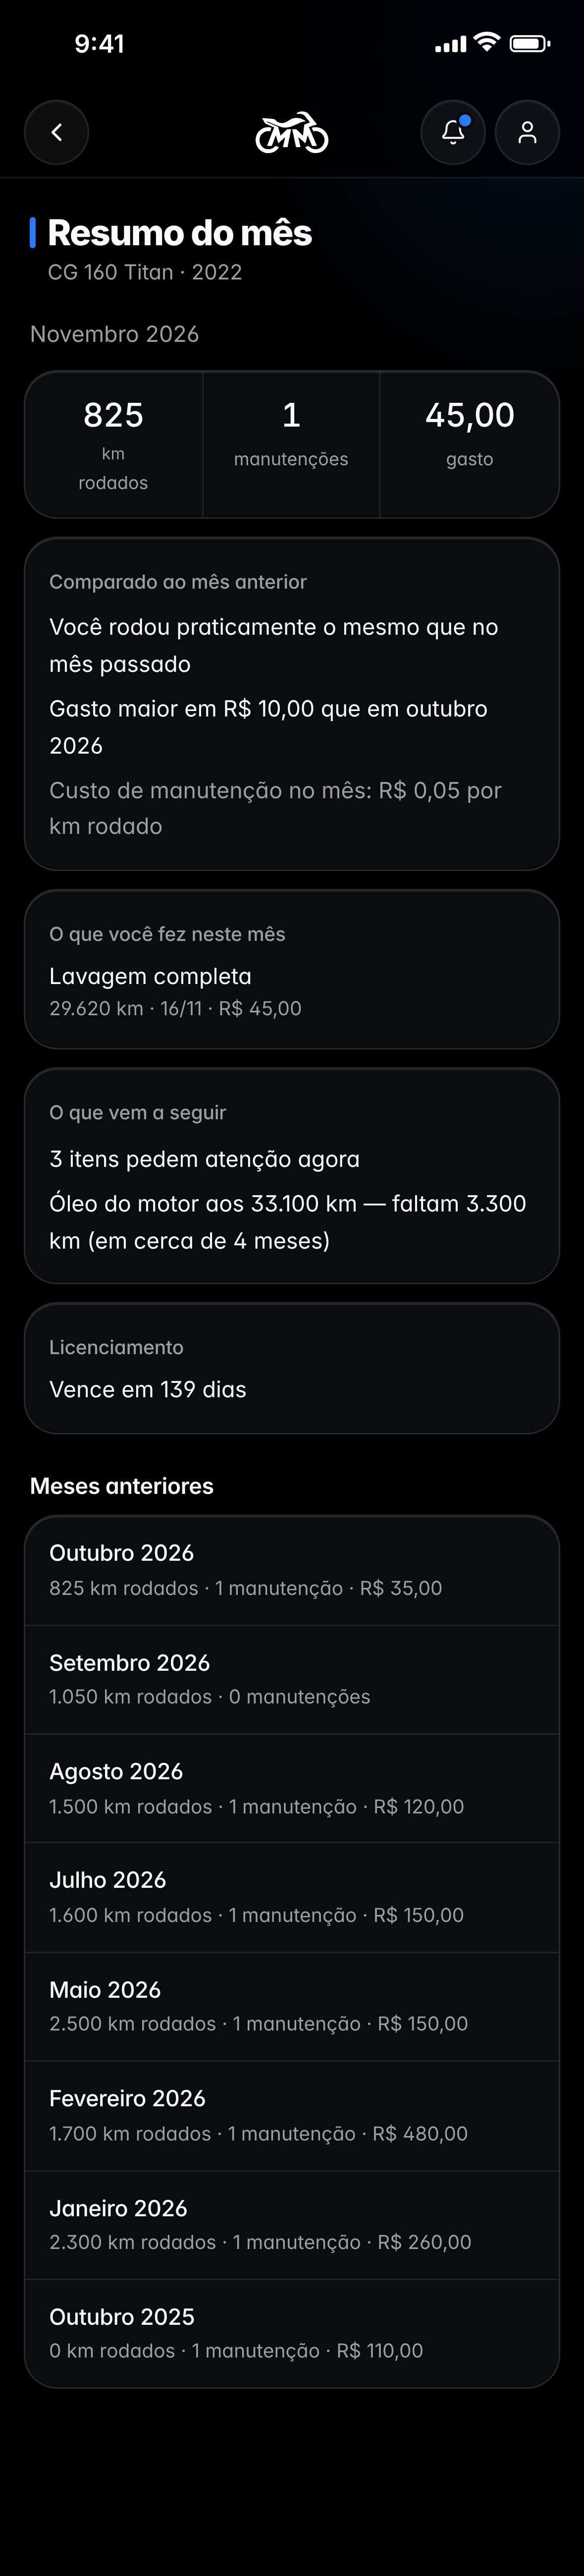 9:41
MM
Resumo do mês
CG 160 Titan · 2022
Novembro 2026
825
km
rodados
1
manutenções
45,00
gasto
Comparado ao mês anterior
Você rodou praticamente o mesmo que no
mês passado
Gasto maior em R$ 10,00 que em outubro
2026
Custo de manutenção no mês: R$ 0,05 por
km rodado
O que você fez neste mês
Lavagem completa
29.620 km · 16/11 · R$ 45,00
O que vem a seguir
3 itens pedem atenção agora
Óleo do motor aos 33.100 km — faltam 3.300
km (em cerca de 4 meses)
Licenciamento
Vence em 139 dias
Meses anteriores
Outubro 2026
825 km rodados · 1 manutenção · R$ 35,00
Setembro 2026
1.050 km rodados · 0 manutenções
Agosto 2026
1.500 km rodados · 1 manutenção · R$ 120,00
Julho 2026
1.600 km rodados · 1 manutenção · R$ 150,00
Maio 2026
2.500 km rodados · 1 manutenção · R$ 150,00
Fevereiro 2026
1.700 km rodados · 1 manutenção · R$ 480,00
Janeiro 2026
2.300 km rodados · 1 manutenção · R$ 260,00
Outubro 2025
0 km rodados · 1 manutenção · R$ 110,00